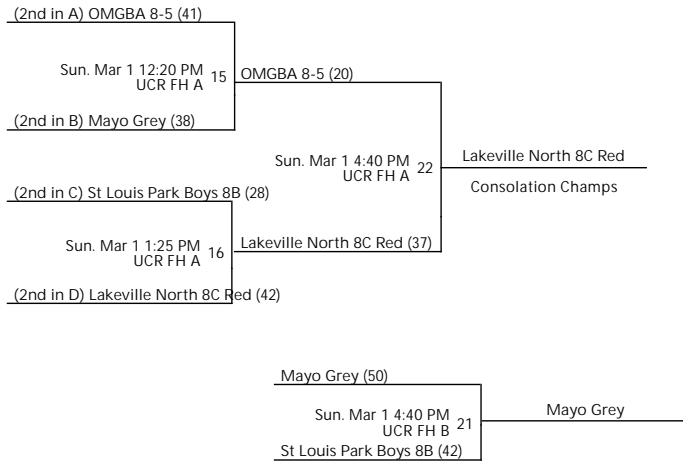 (2nd in A) OMGBA 8-5 (41)
Sun. Mar 1 12:20 PM 15
UCR FH A
OMGBA 8-5 (20)
(2nd in B) Mayo Grey (38)
Sun. Mar 1 4:40 PM 22
UCR FH A
Lakeville North 8C Red
Consolation Champs
(2nd in C) St Louis Park Boys 8B (28)
Sun. Mar 1 1:25 PM 16
UCR FH A
Lakeville North 8C Red (37)
(2nd in D) Lakeville North 8C Red (42)
Mayo Grey (50)
Sun. Mar 1 4:40 PM 21
UCR FH B
Mayo Grey
St Louis Park Boys 8B (42)